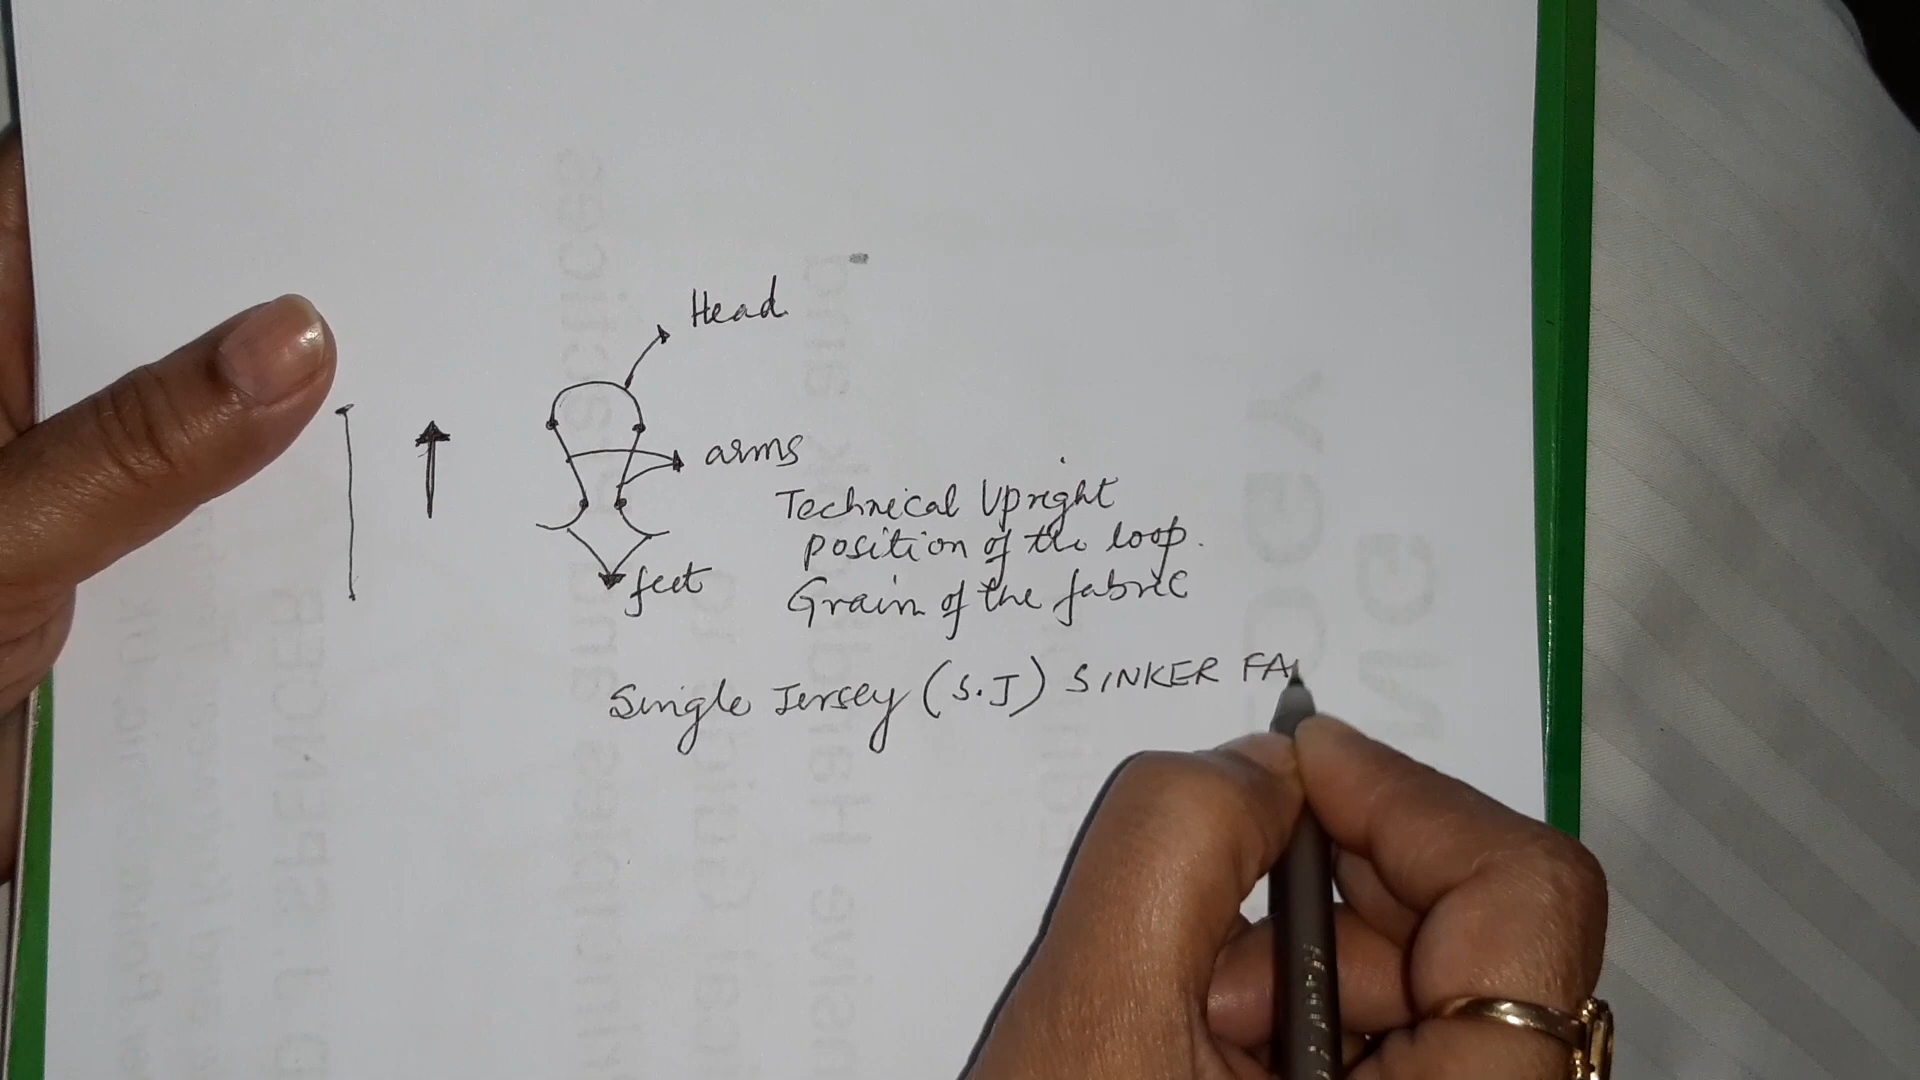 Head
arms
Technical Upright
position of the loop.
feet
Grain of the fabric
Single Jersey (S.J) SINKER FA